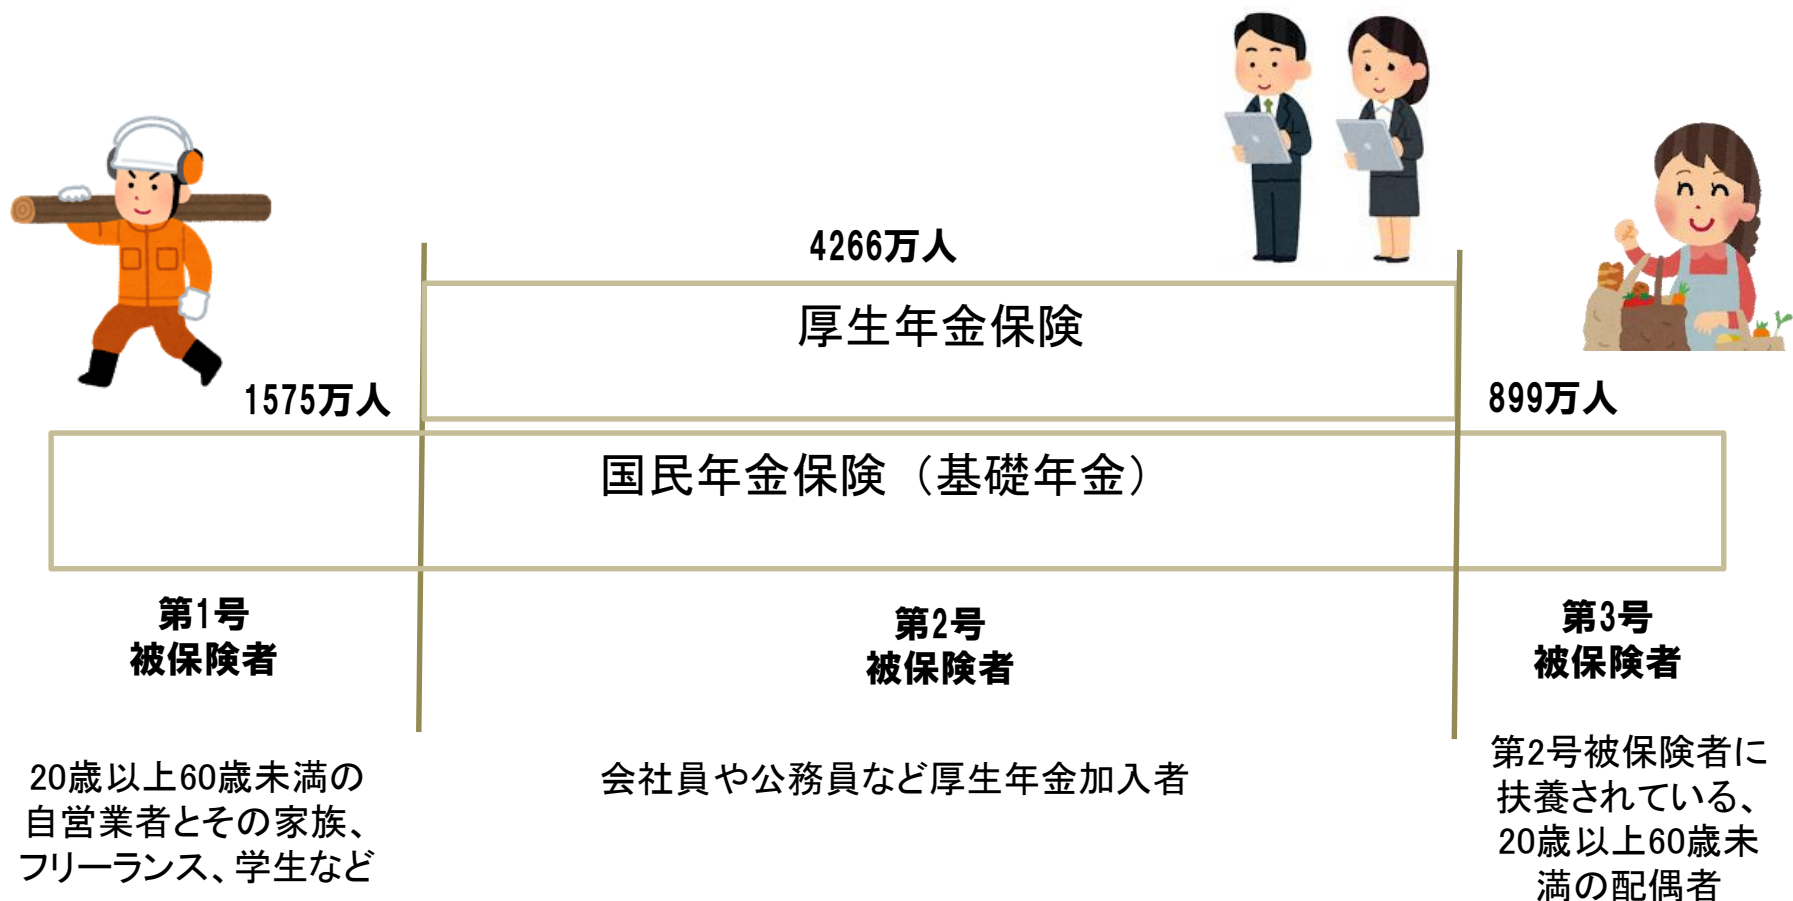 4266万人
厚生年金保険
1575万人
899万人
国民年金保険（基礎年金）
第1号
被保険者
第2号
被保険者
第3号
被保険者
20歳以上60歳未満の
自営業者とその家族、
フリーランス、学生など
会社員や公務員など厚生年金加入者
第2号被保険者に
扶養されている、
20歳以上60歳未
満の配偶者